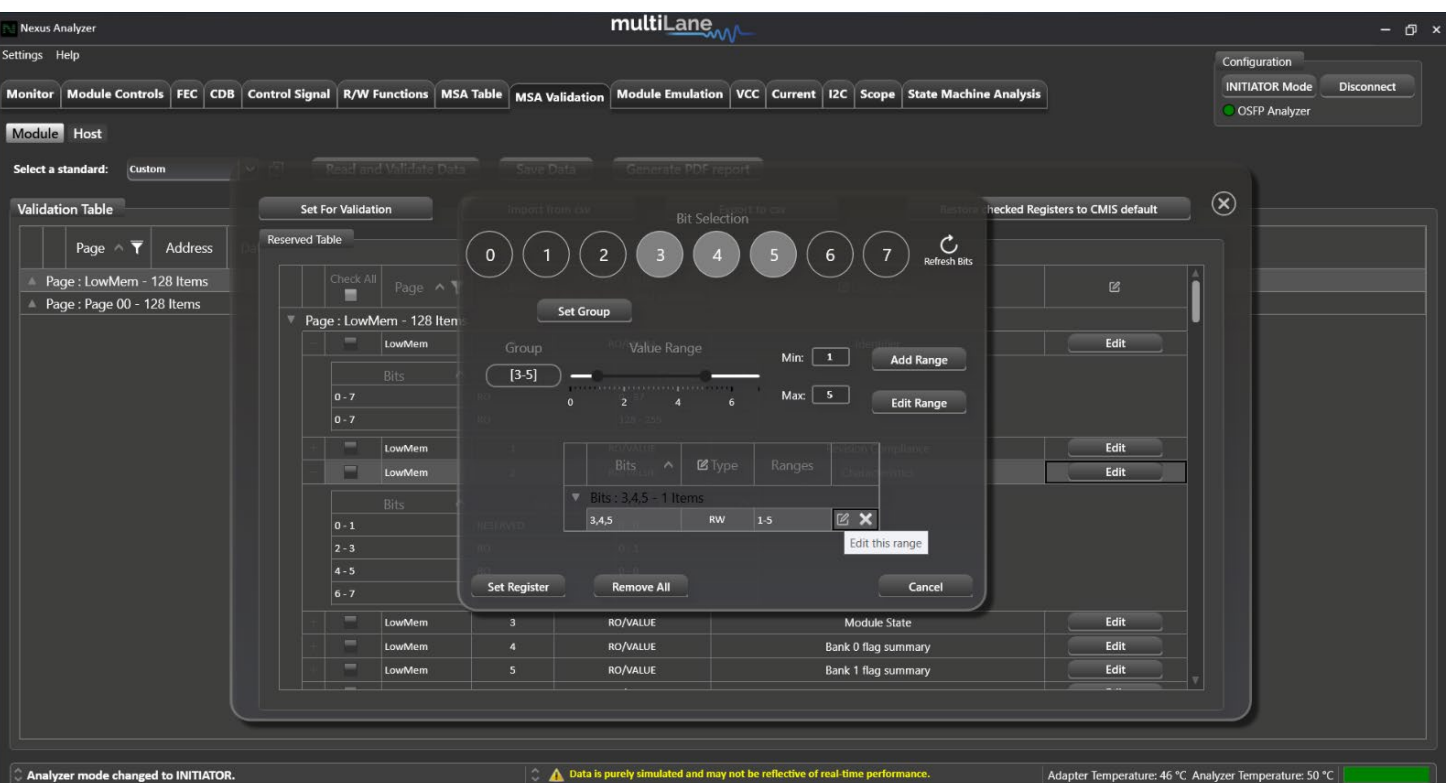 Nexus Analyzer
multiLane
Settings Help
Configuration
INITIATOR Mode Disconnect
OSFP Analyzer
Monitor Module Controls FEC CDB Control Signal R/W Functions MSA Table MSA Validation Module Emulation VCC Current I2C Scope State Machine Analysis
Module Host
Select a standard: Custom Read and Validate Data Save Data Generate PDF report
Validation Table
Page Address
Page : LowMem - 128 Items
Page : Page 00 - 128 Items
Set For Validation Import from csv Export to csv checked Registers to CMIS default
Reserved Table
Check All Page
Page : LowMem - 128 Items
LowMem Edit
Bits
0 - 7
0 - 7
LowMem Edit
LowMem Edit
Bits
0 - 1
2 - 3
4 - 5
6 - 7
LowMem 3 RO/VALUE Module State Edit
LowMem 4 RO/VALUE Bank 0 flag summary Edit
LowMem 5 RO/VALUE Bank 1 flag summary Edit
Bit Selection
0 1 2 3 4 5 6 7 Refresh Bits
Set Group
Group Value Range Min: 1 Add Range
[3-5]
0 2 4 6 Max: 5 Edit Range
Bits Type Ranges
Bits : 3,4,5 - 1 Items
3,4,5 RW 1-5
Edit this range
Set Register Remove All Cancel
Analyzer mode changed to INITIATOR. Data is purely simulated and may not be reflective of real-time performance. Adapter Temperature: 46 °C Analyzer Temperature: 50 °C